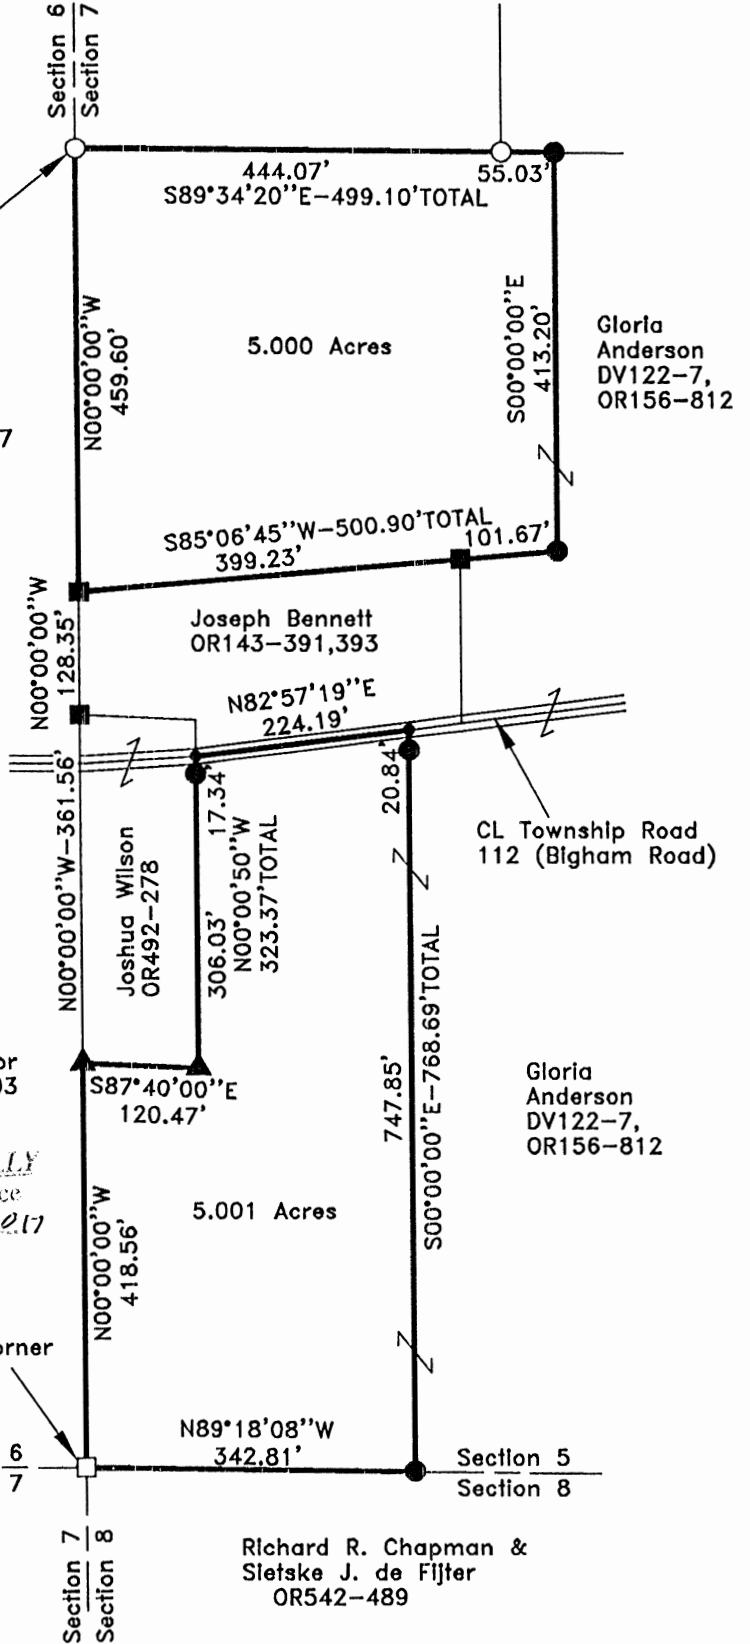 Section 6
Section 7
444.07'
55.03'
S89°34'20"E-499.10'TOTAL
N00°00'00"W
459.60'
5.000 Acres
S00°00'00"E
413.20'
Gloria
Anderson
DV122-7,
OR156-812
7
S85°06'45"W-500.90'TOTAL
399.23'
101.67'
N00°00'00"W
128.35'
Joseph Bennett
OR143-391,393
N82°57'19"E
224.19'
N00°00'00"W-361.56'
17.34'
20.84'
CL Township Road
112 (Bigham Road)
Joshua Wilson
OR492-278
306.03'
N00°00'50"W
323.37'TOTAL
S87°40'00"E
120.47'
747.85'
S00°00'00"E-768.69'TOTAL
Gloria
Anderson
DV122-7,
OR156-812
or
03
5.001 Acres
N00°00'00"W
418.56'
orner
N89°18'08"W
342.81'
6
7
Section 5
Section 8
Section 7
Section 8
Richard R. Chapman &
Sietske J. de Fijter
OR542-489